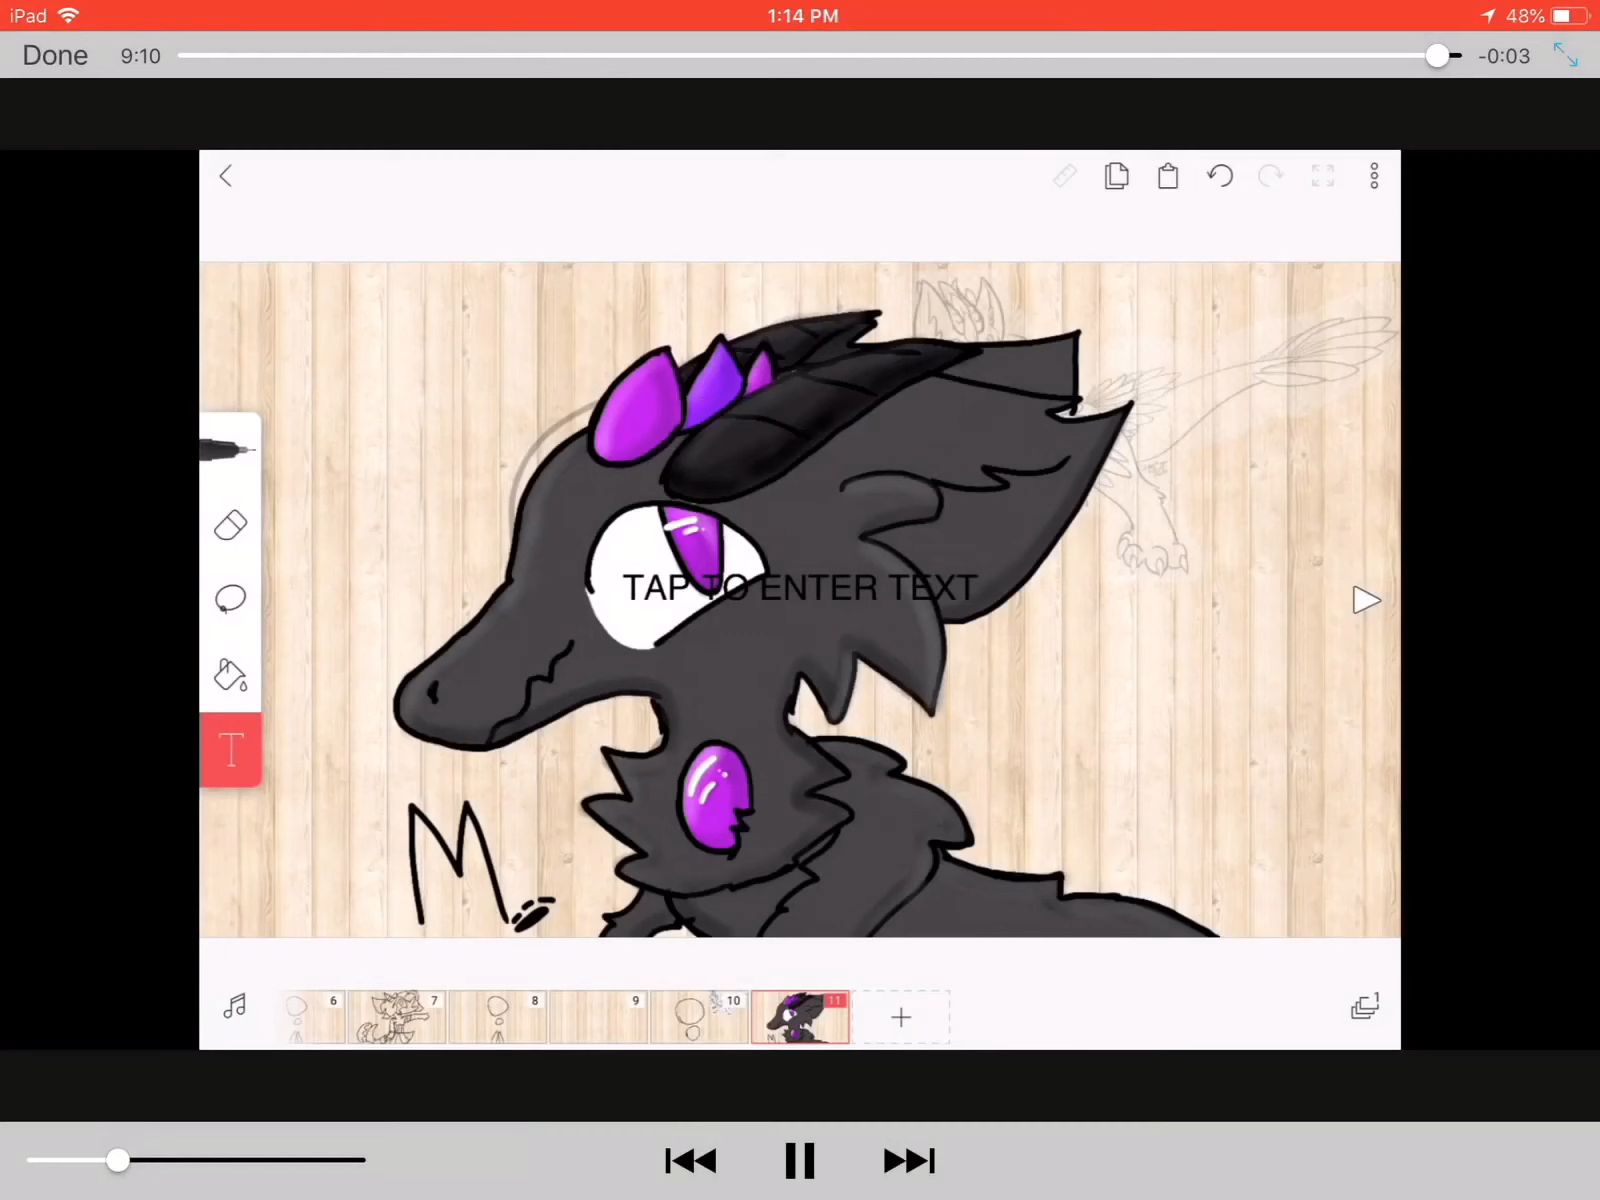 iPad 1:14 PM 48%
Done 9:10 -0:03
TAP TO ENTER TEXT
T
M
6 7 8 9 10 11
1